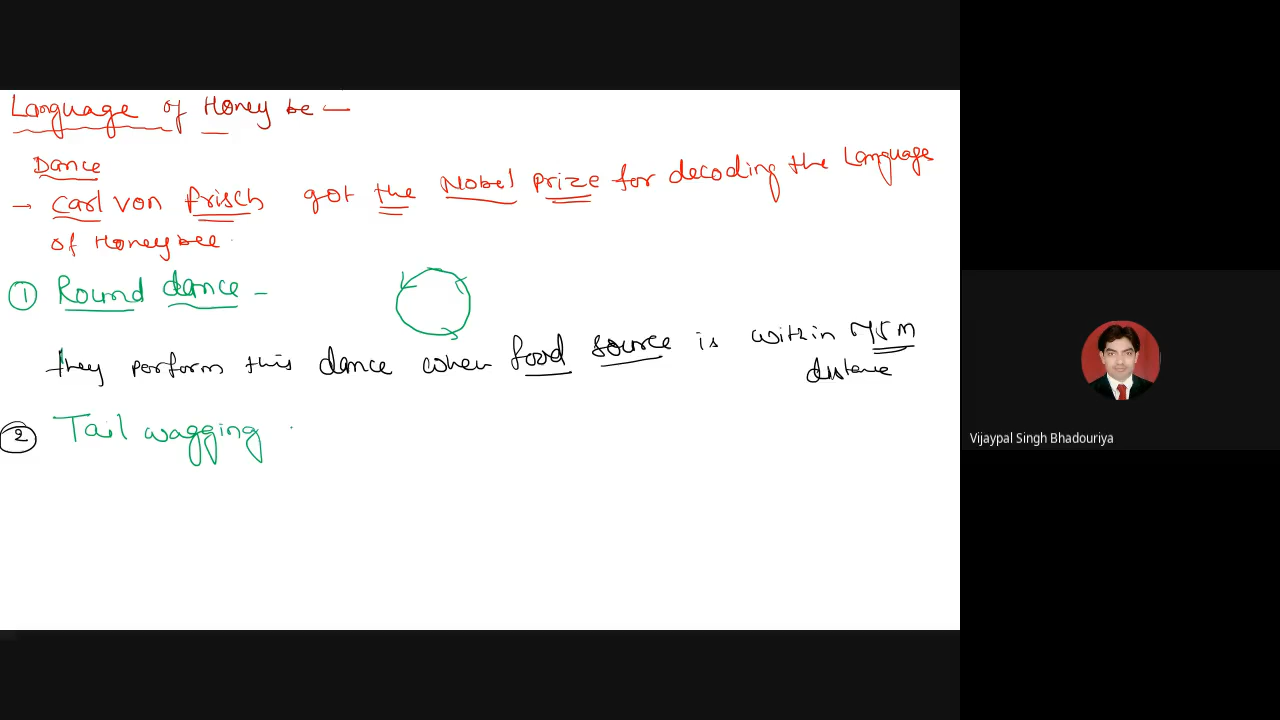 Language of Honey be —
Dance
→ Carl von frisch got the Nobel prize for decoding the Language
of Honeybee.
① Round dance –
they perform this dance when food source is within 75 m
distance
② Tail wagging
Vijaypal Singh Bhadouriya